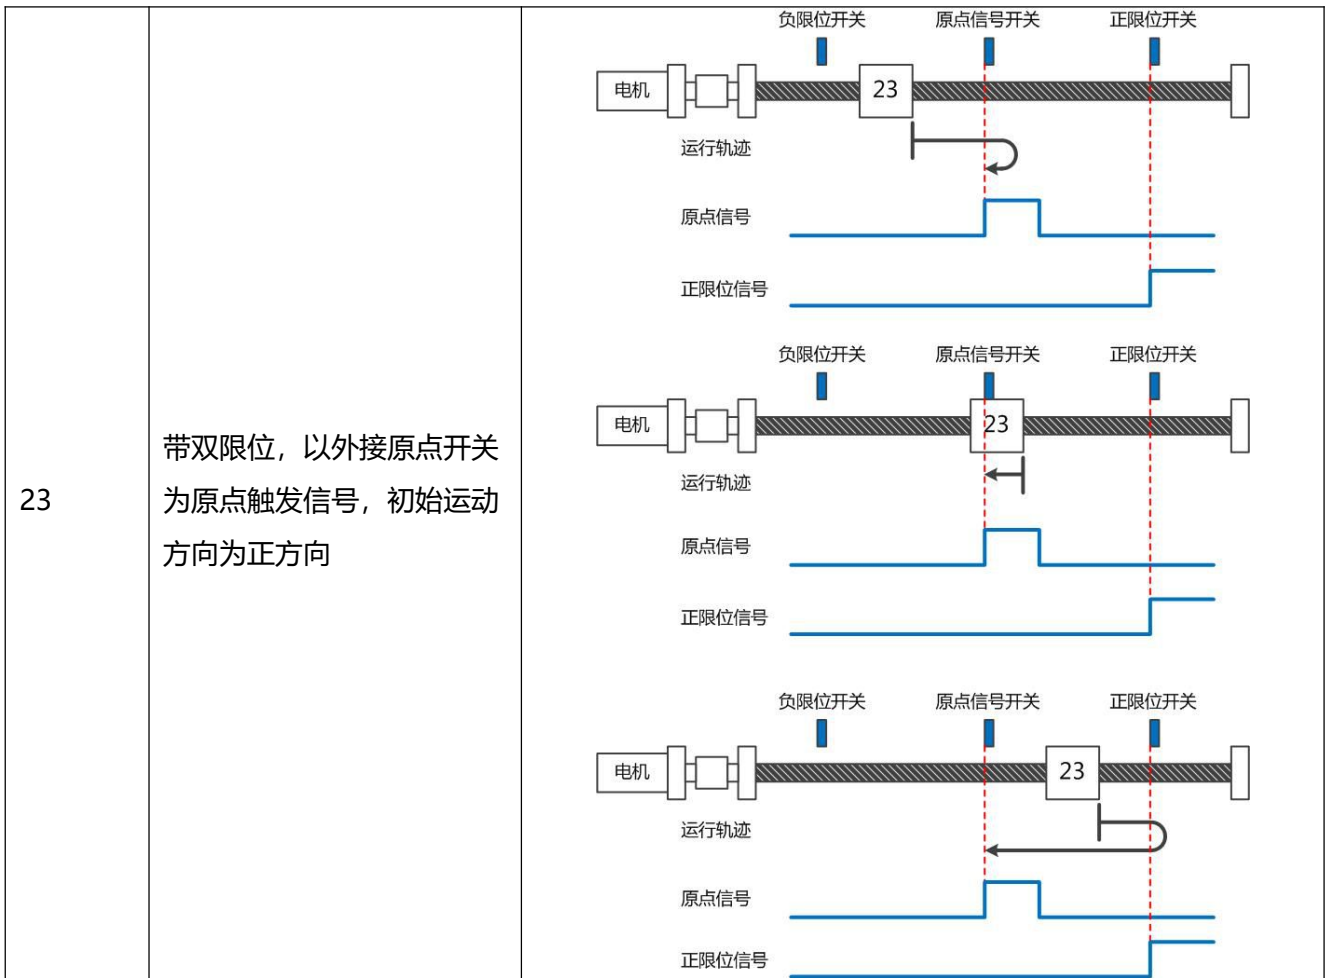 23
带双限位，以外接原点开关
为原点触发信号，初始运动
方向为正方向
负限位开关 原点信号开关 正限位开关
电机 23
运行轨迹
原点信号
正限位信号
负限位开关 原点信号开关 正限位开关
电机 23
运行轨迹
原点信号
正限位信号
负限位开关 原点信号开关 正限位开关
电机 23
运行轨迹
原点信号
正限位信号